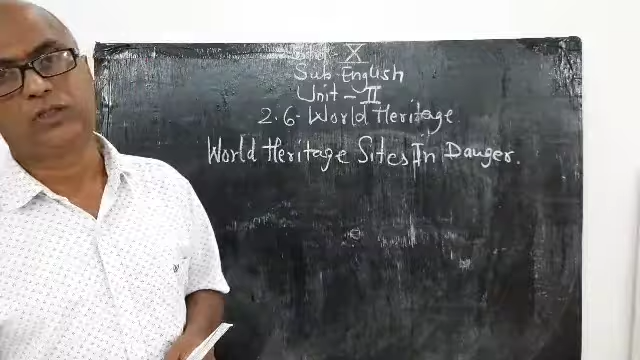 X
Sub English
Unit - II
2.6. World Heritage
World Heritage Sites In Danger.